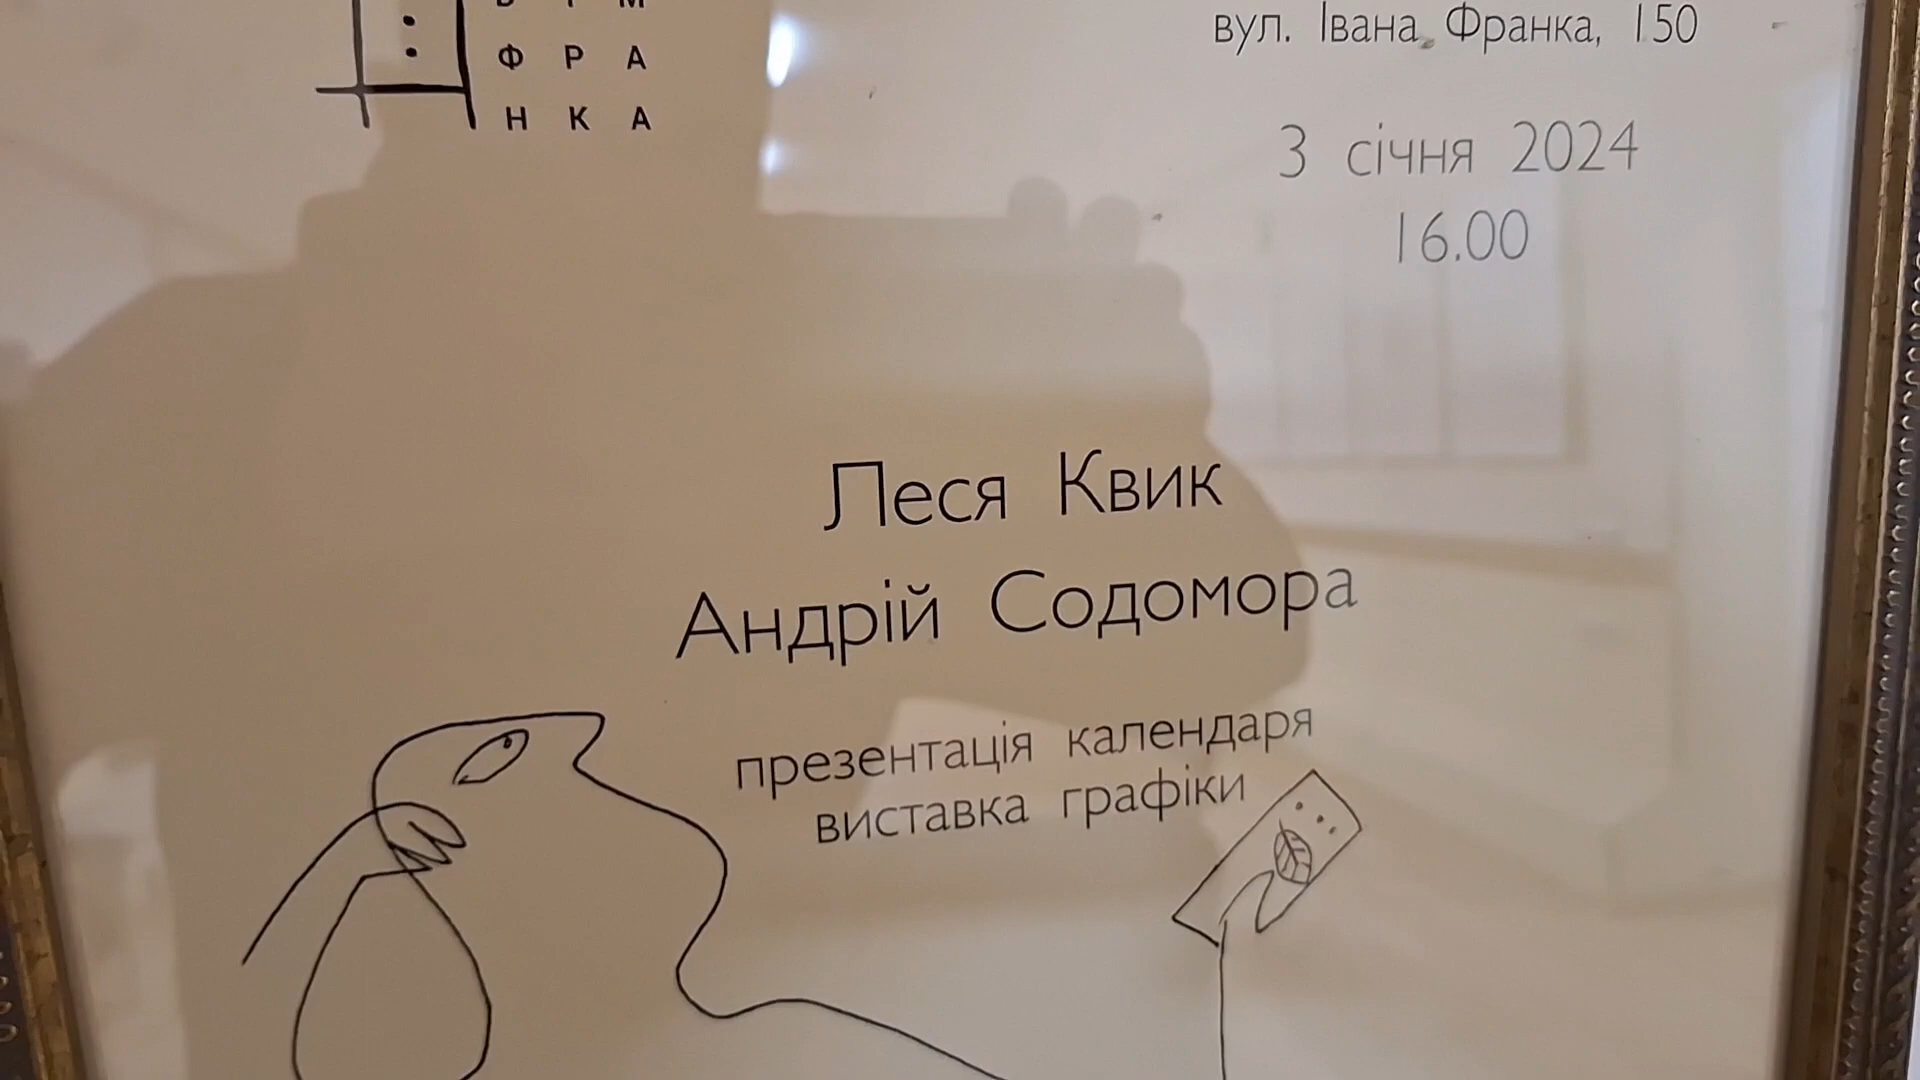 Ф Р А
Н К А
вул. Івана Франка, 150
3 січня 2024
16.00
Леся Квик
Андрій Содомора
презентація календаря
виставка графіки